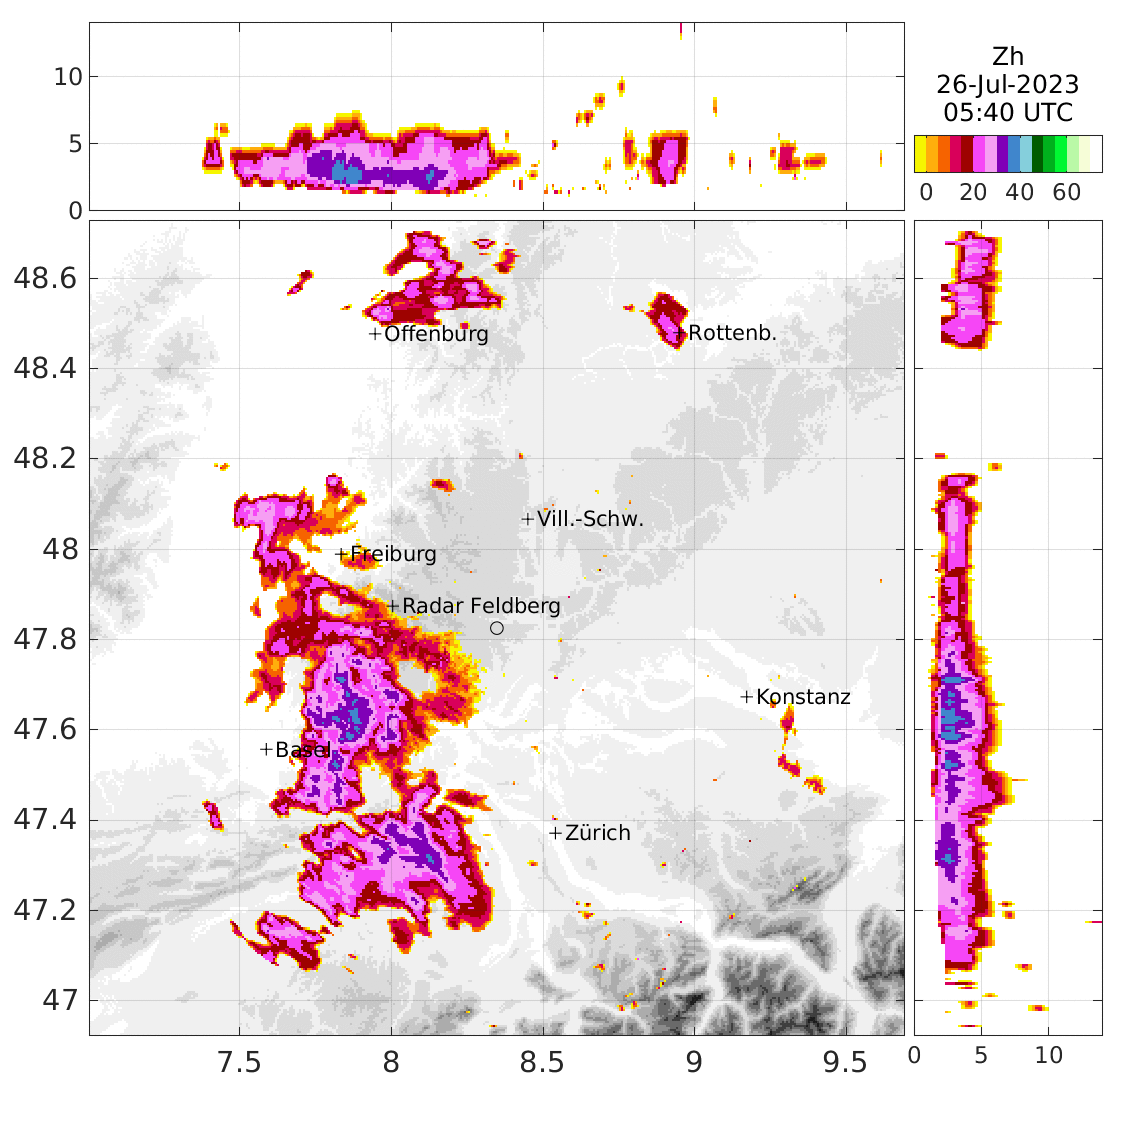 Zh
26-Jul-2023
05:40 UTC
0 20 40 60
10
5
0
48.6
48.4
48.2
48
47.8
47.6
47.4
47.2
47
+Offenburg
+Rottenb.
+Vill.-Schw.
+Freiburg
+Radar Feldberg
+Konstanz
+Basel
+Zürich
7.5 8 8.5 9 9.5
0 5 10